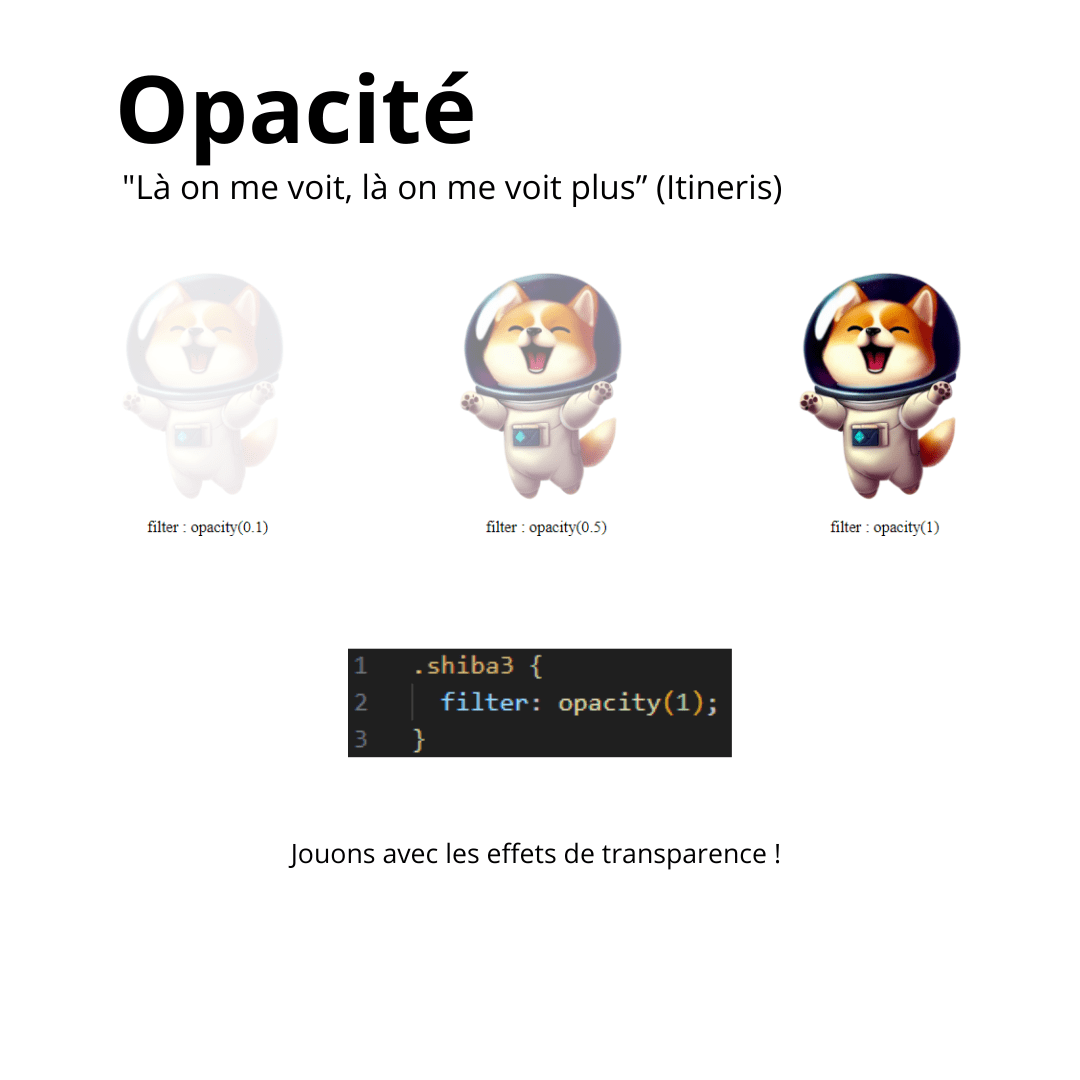 Opacité
"Là on me voit, là on me voit plus” (Itineris)
filter : opacity(0.1)
filter : opacity(0.5)
filter : opacity(1)
1 .shiba3 {
2 filter: opacity(1);
3 }
Jouons avec les effets de transparence !